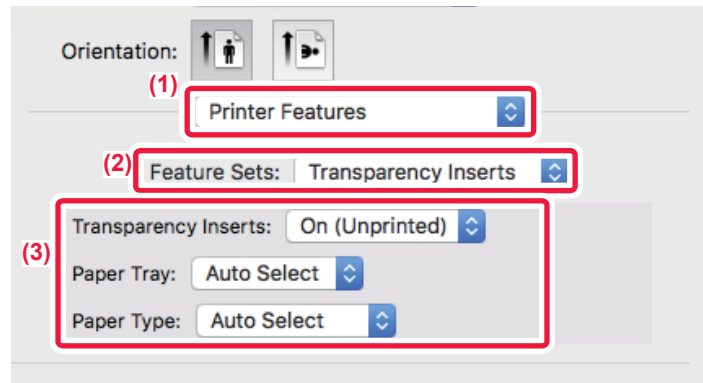 Orientation:
(1)
Printer Features
(2) Feature Sets: Transparency Inserts
Transparency Inserts: On (Unprinted)
(3)
Paper Tray: Auto Select
Paper Type: Auto Select